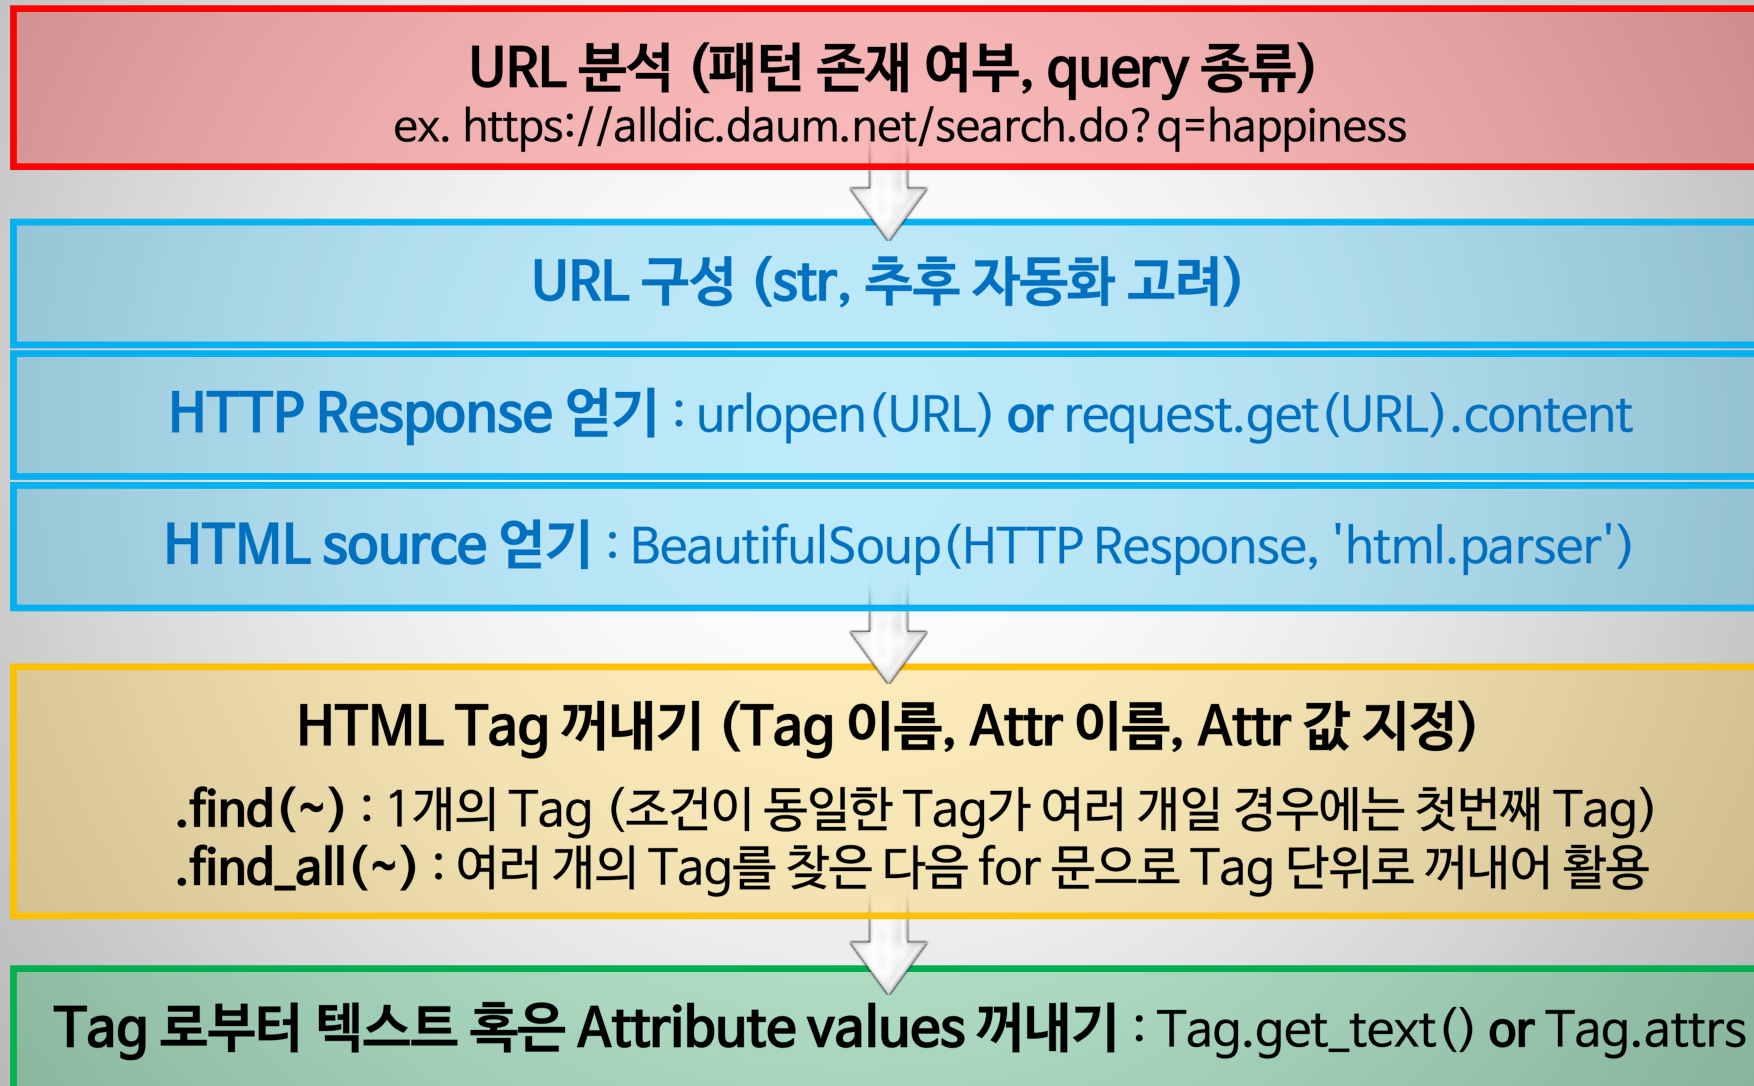 URL 분석 (패턴 존재 여부, query 종류)
ex. https://alldic.daum.net/search.do?q=happiness
URL 구성 (str, 추후 자동화 고려)
HTTP Response 얻기 : urlopen(URL) or request.get(URL).content
HTML source 얻기 : BeautifulSoup(HTTP Response, 'html.parser')
HTML Tag 꺼내기 (Tag 이름, Attr 이름, Attr 값 지정)
.find(~) : 1개의 Tag (조건이 동일한 Tag가 여러 개일 경우에는 첫번째 Tag)
.find_all(~) : 여러 개의 Tag를 찾은 다음 for 문으로 Tag 단위로 꺼내어 활용
Tag 로부터 텍스트 혹은 Attribute values 꺼내기 : Tag.get_text() or Tag.attrs